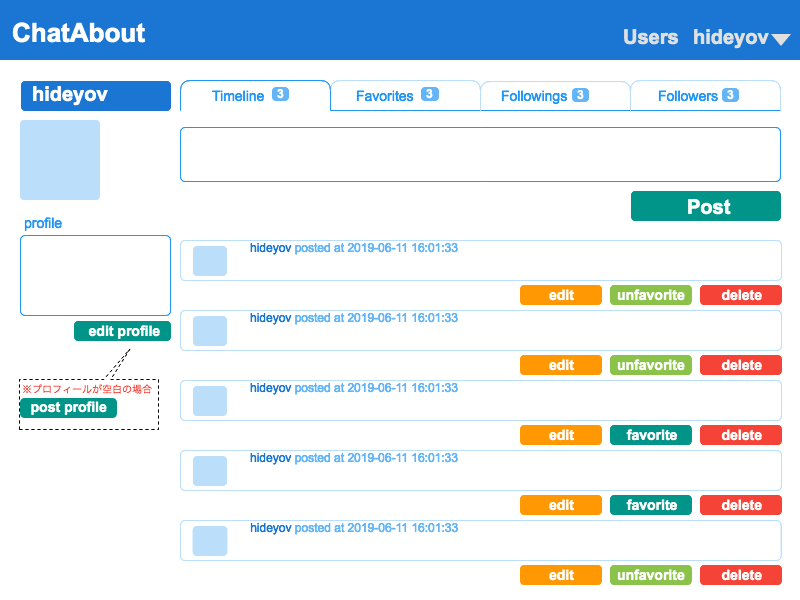 ChatAbout
Users hideyov
hideyov
Timeline 3
Favorites 3
Followings 3
Followers 3
Post
profile
edit profile
※プロフィールが空白の場合
post profile
hideyov posted at 2019-06-11 16:01:33
edit unfavorite delete
hideyov posted at 2019-06-11 16:01:33
edit unfavorite delete
hideyov posted at 2019-06-11 16:01:33
edit favorite delete
hideyov posted at 2019-06-11 16:01:33
edit favorite delete
hideyov posted at 2019-06-11 16:01:33
edit unfavorite delete